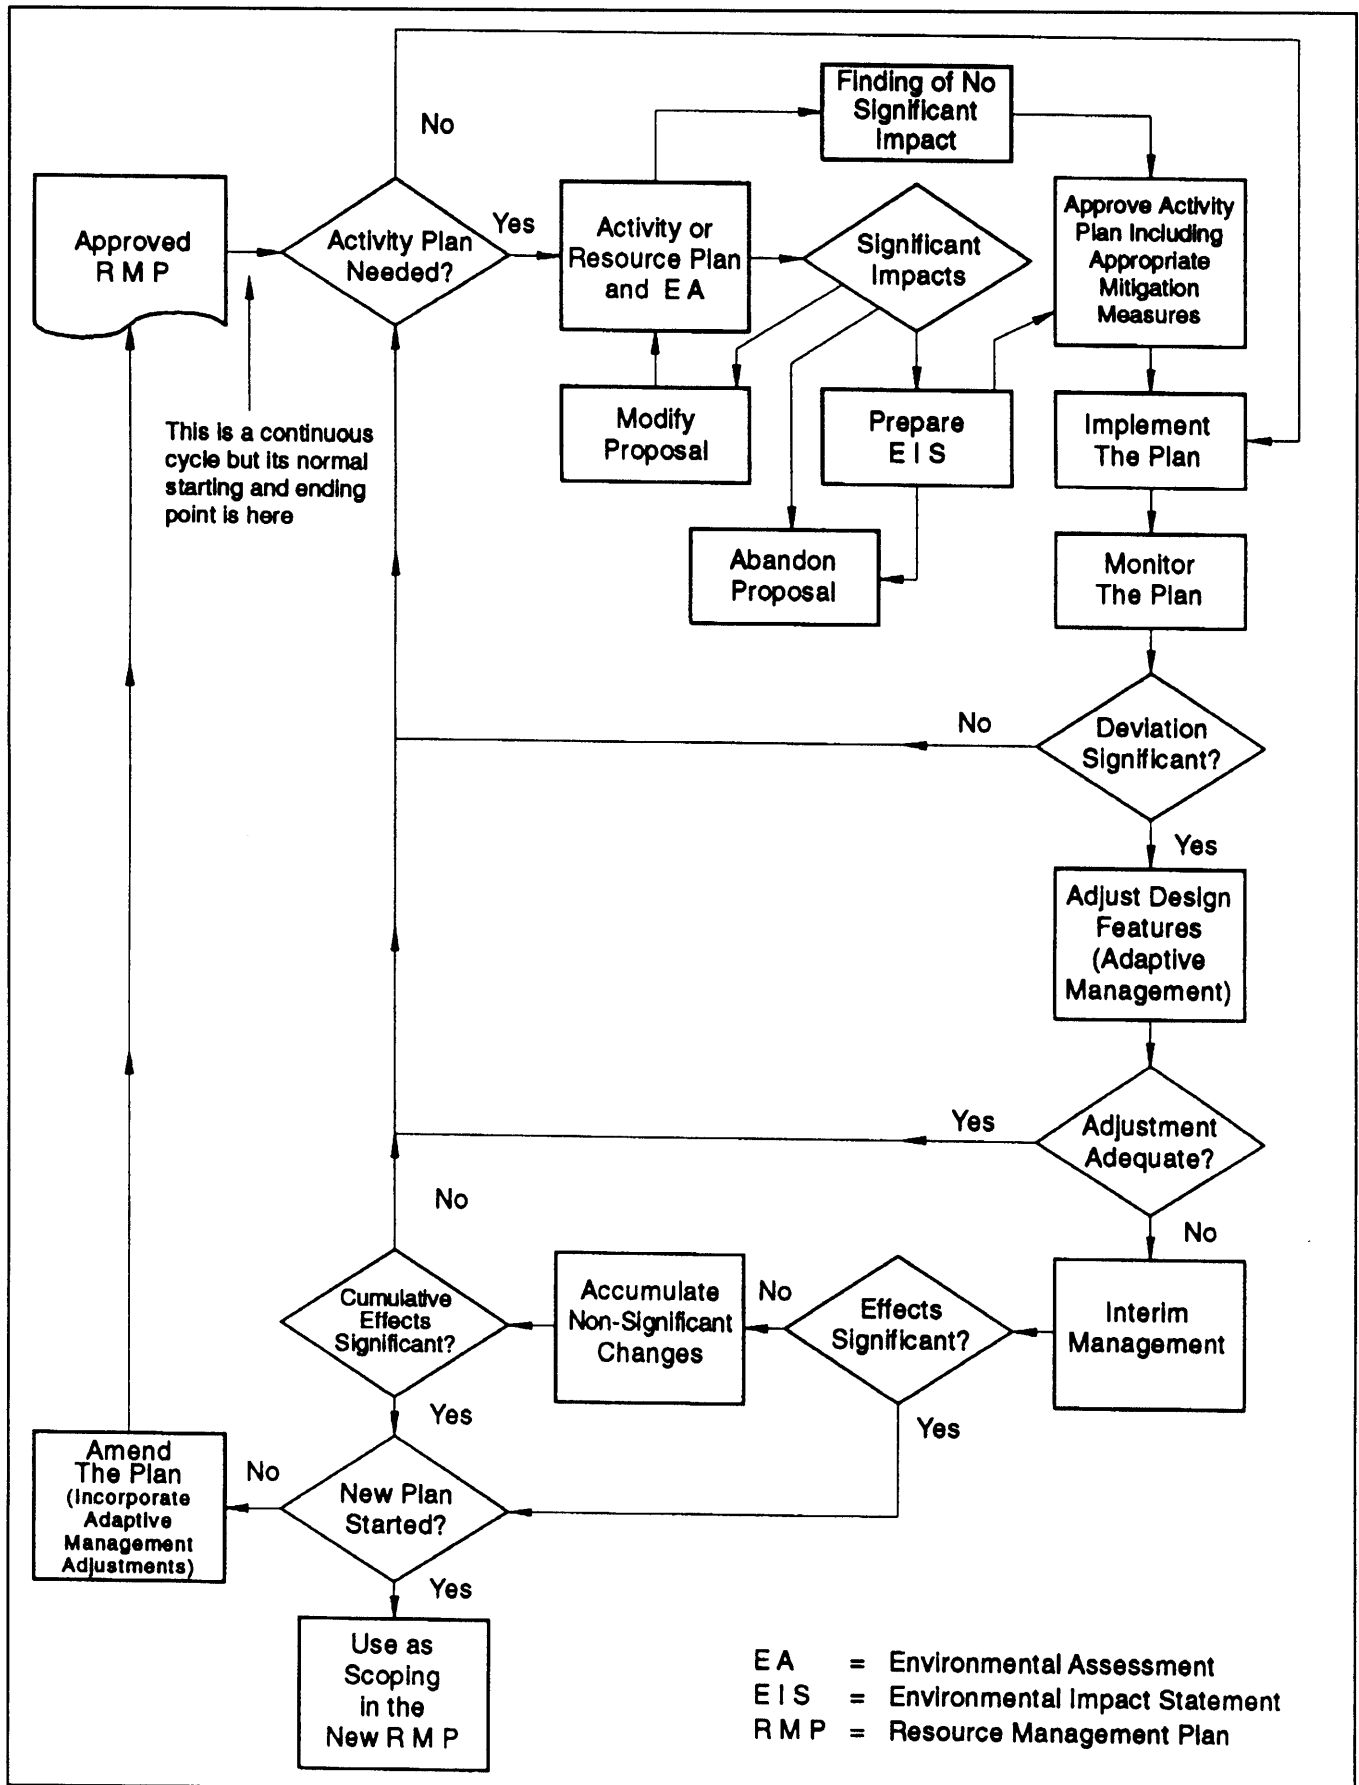 No
Finding of No
Significant
Impact
Approved
R M P
Activity Plan
Needed?
Yes
Activity or
Resource Plan
and E A
Significant
Impacts
Approve Activity
Plan Including
Appropriate
Mitigation
Measures
This is a continuous
cycle but its normal
starting and ending
point is here
Modify
Proposal
Prepare
E I S
Implement
The Plan
Abandon
Proposal
Monitor
The Plan
No
Deviation
Significant?
Yes
Adjust Design
Features
(Adaptive
Management)
Yes
Adjustment
Adequate?
No
No
Cumulative
Effects
Significant?
Accumulate
Non-Significant
Changes
No
Effects
Significant?
Interim
Management
Yes
Yes
Amend
The Plan
(Incorporate
Adaptive
Management
Adjustments)
No
New Plan
Started?
Yes
Use as
Scoping
in the
New R M P
E A = Environmental Assessment
E I S = Environmental Impact Statement
R M P = Resource Management Plan